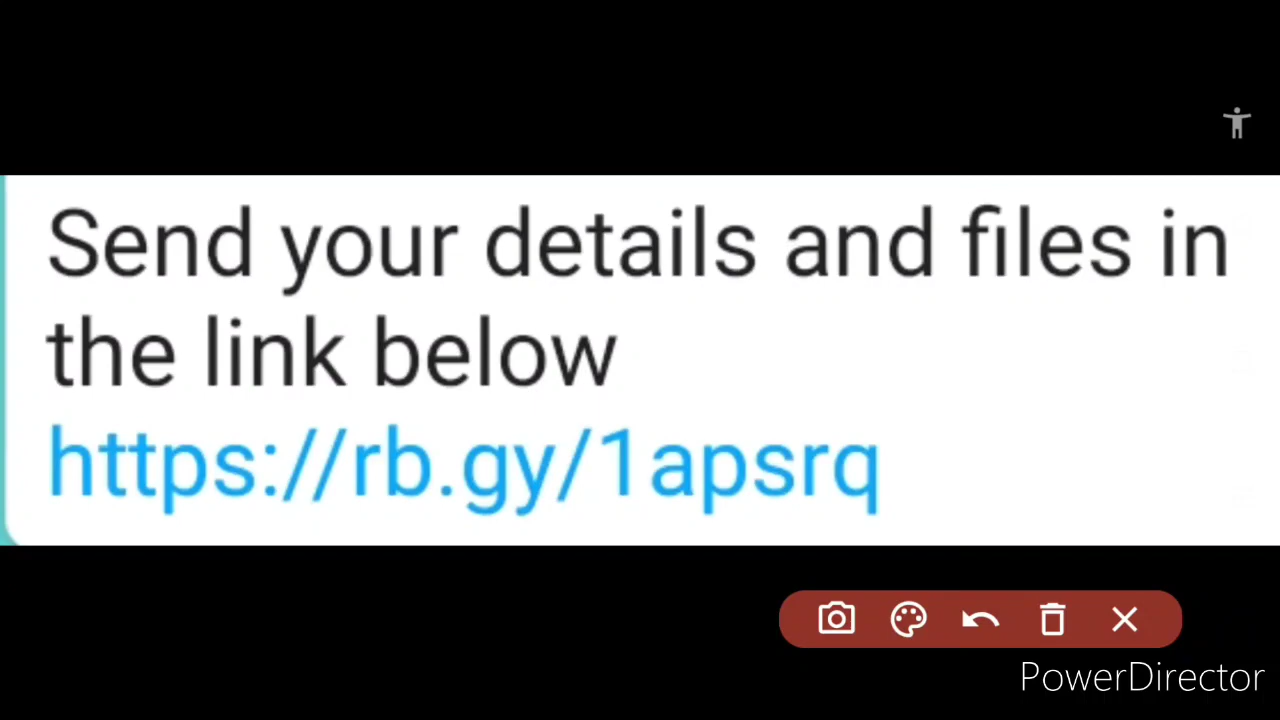 Send your details and files in
the link below
https://rb.gy/1apsrq
PowerDirector